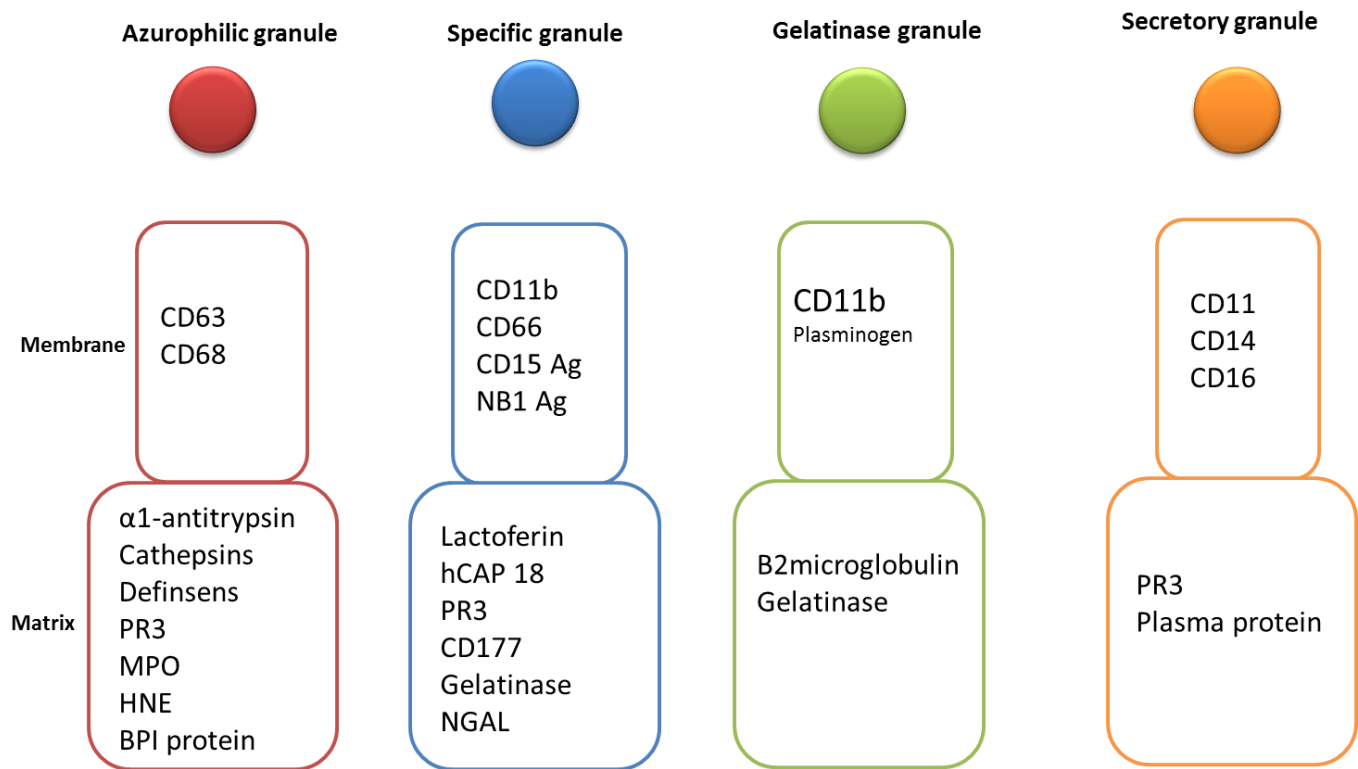 Azurophilic granule
Specific granule
Gelatinase granule
Secretory granule
Membrane
CD63
CD68
CD11b
CD66
CD15 Ag
NB1 Ag
CD11b
Plasminogen
CD11
CD14
CD16
Matrix
α1-antitrypsin
Cathepsins
Definsens
PR3
MPO
HNE
BPI protein
Lactoferin
hCAP 18
PR3
CD177
Gelatinase
NGAL
B2microglobulin
Gelatinase
PR3
Plasma protein